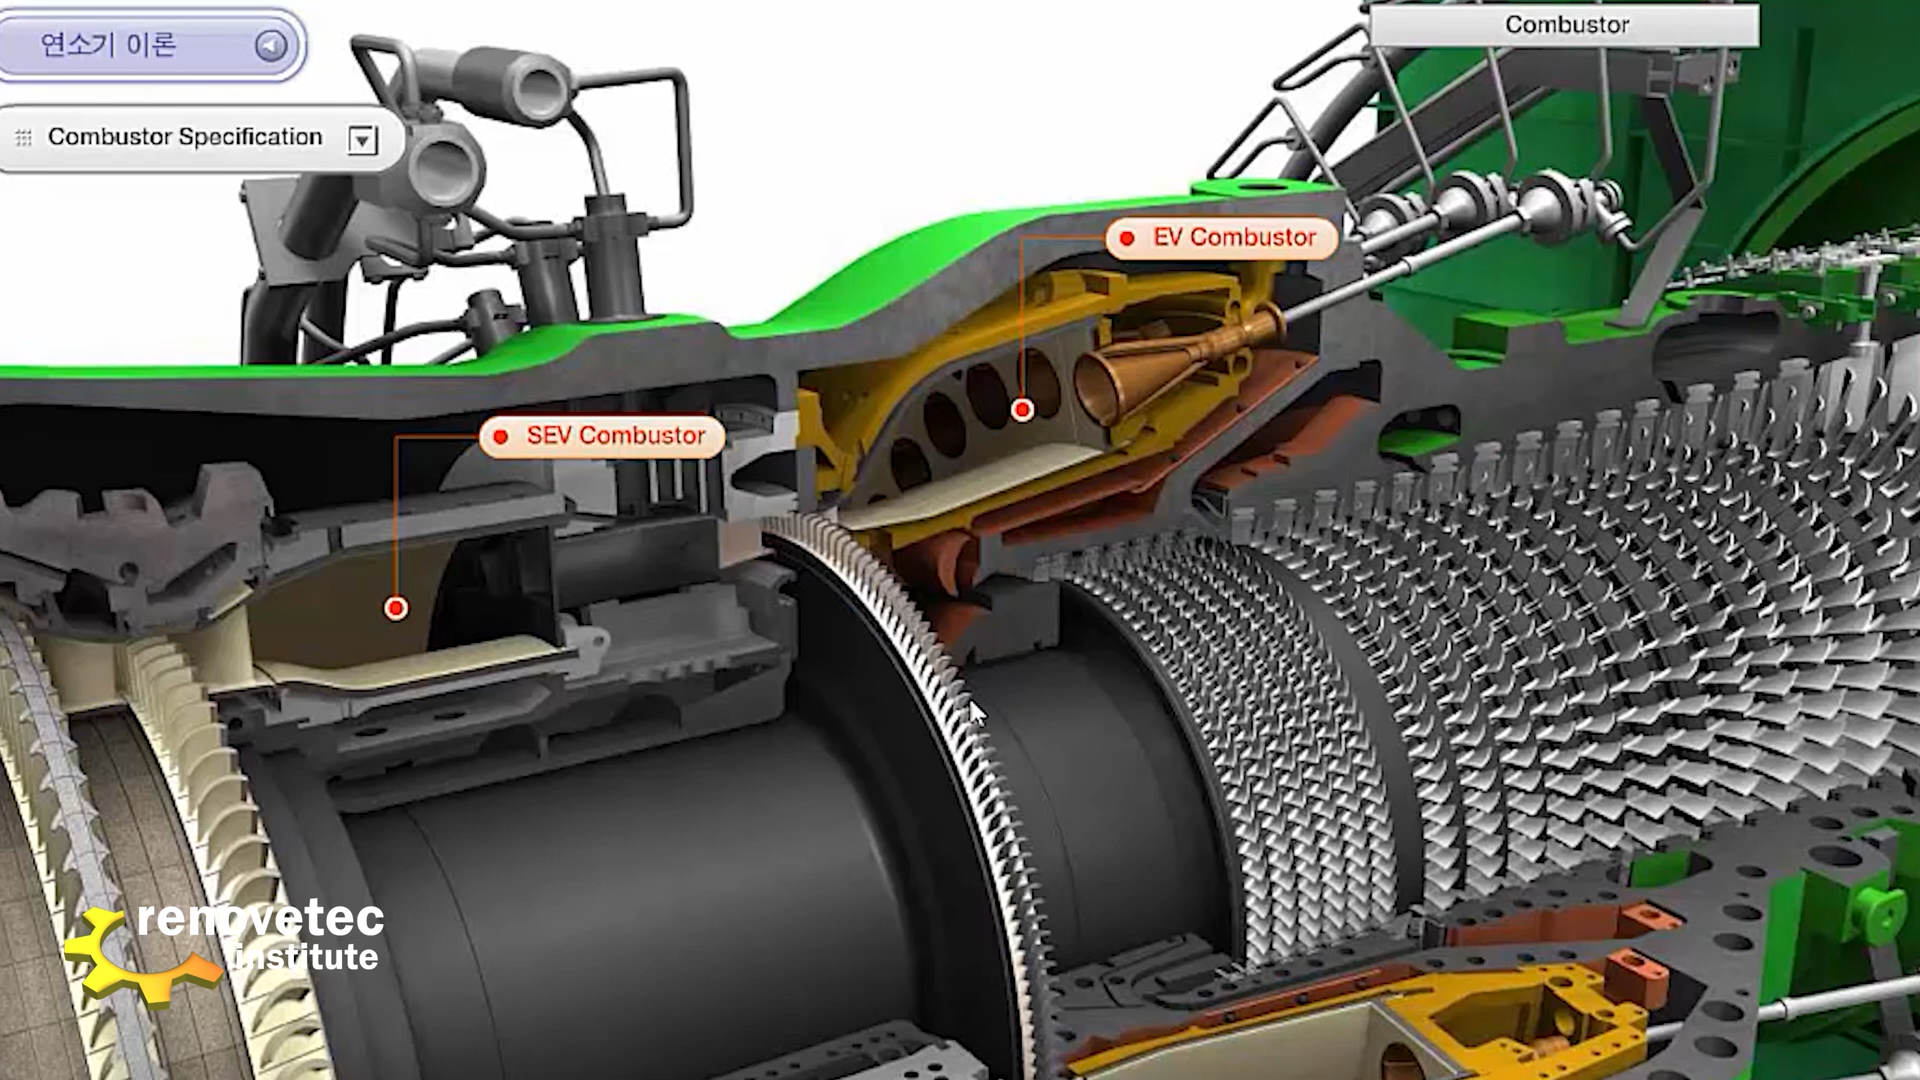 연소기 이론
Combustor
Combustor Specification
EV Combustor
SEV Combustor
renovetec
institute